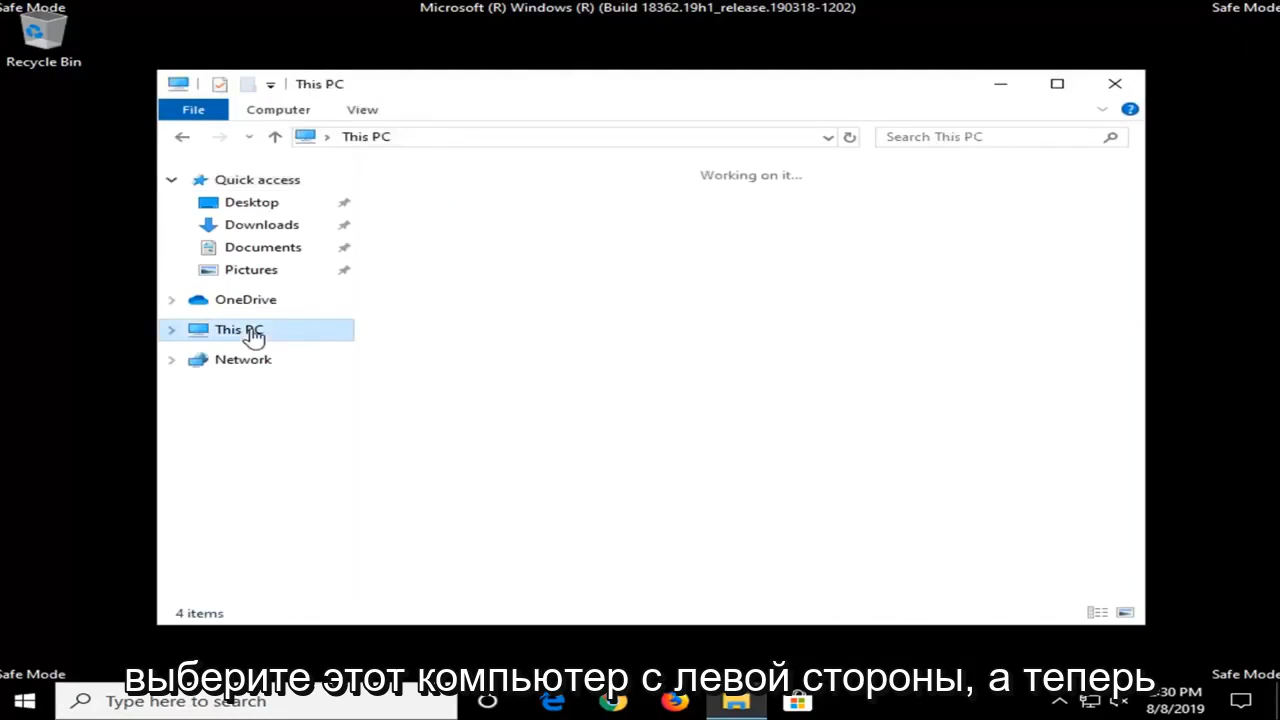 Safe Mode
Microsoft (R) Windows (R) (Build 18362.19h1_release.190318-1202)
Safe Mode
Recycle Bin
This PC
File
Computer
View
This PC
Search This PC
Working on it...
Quick access
Desktop
Downloads
Documents
Pictures
OneDrive
This PC
Network
4 items
Safe Mode
Safe Mode
выберите этот компьютер с левой стороны, а теперь
Type here to search
:30 PM
8/8/2019